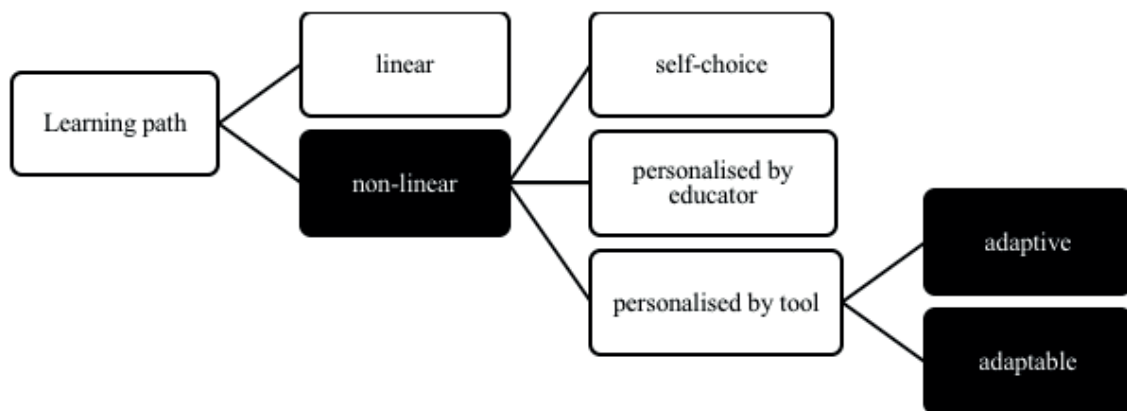 linear
self-choice
Learning path
non-linear
personalised by
educator
adaptive
personalised by tool
adaptable